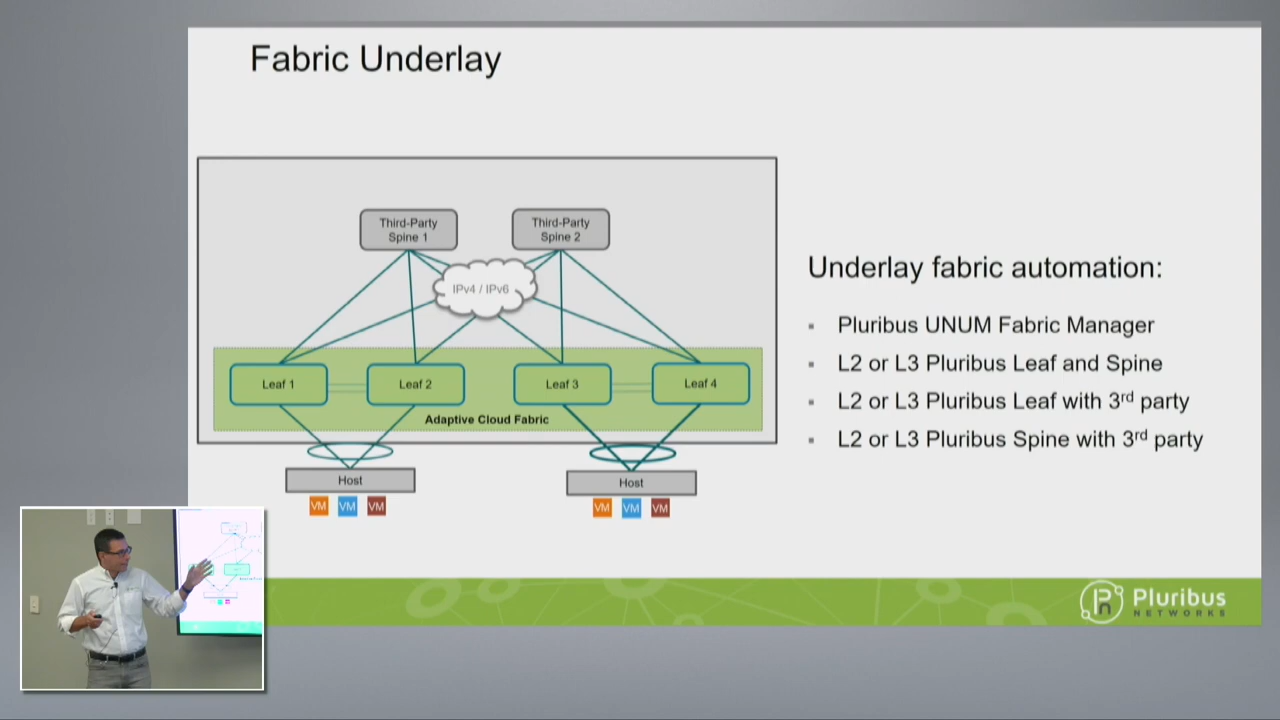 Fabric Underlay
Third-Party
Spine 1
Third-Party
Spine 2
IPv4 / IPv6
Leaf 1
Leaf 2
Leaf 3
Leaf 4
Adaptive Cloud Fabric
Host
Host
VM
VM
VM
VM
VM
VM
Underlay fabric automation:
▪ Pluribus UNUM Fabric Manager
▪ L2 or L3 Pluribus Leaf and Spine
▪ L2 or L3 Pluribus Leaf with 3rd party
▪ L2 or L3 Pluribus Spine with 3rd party
Pluribus
NETWORKS